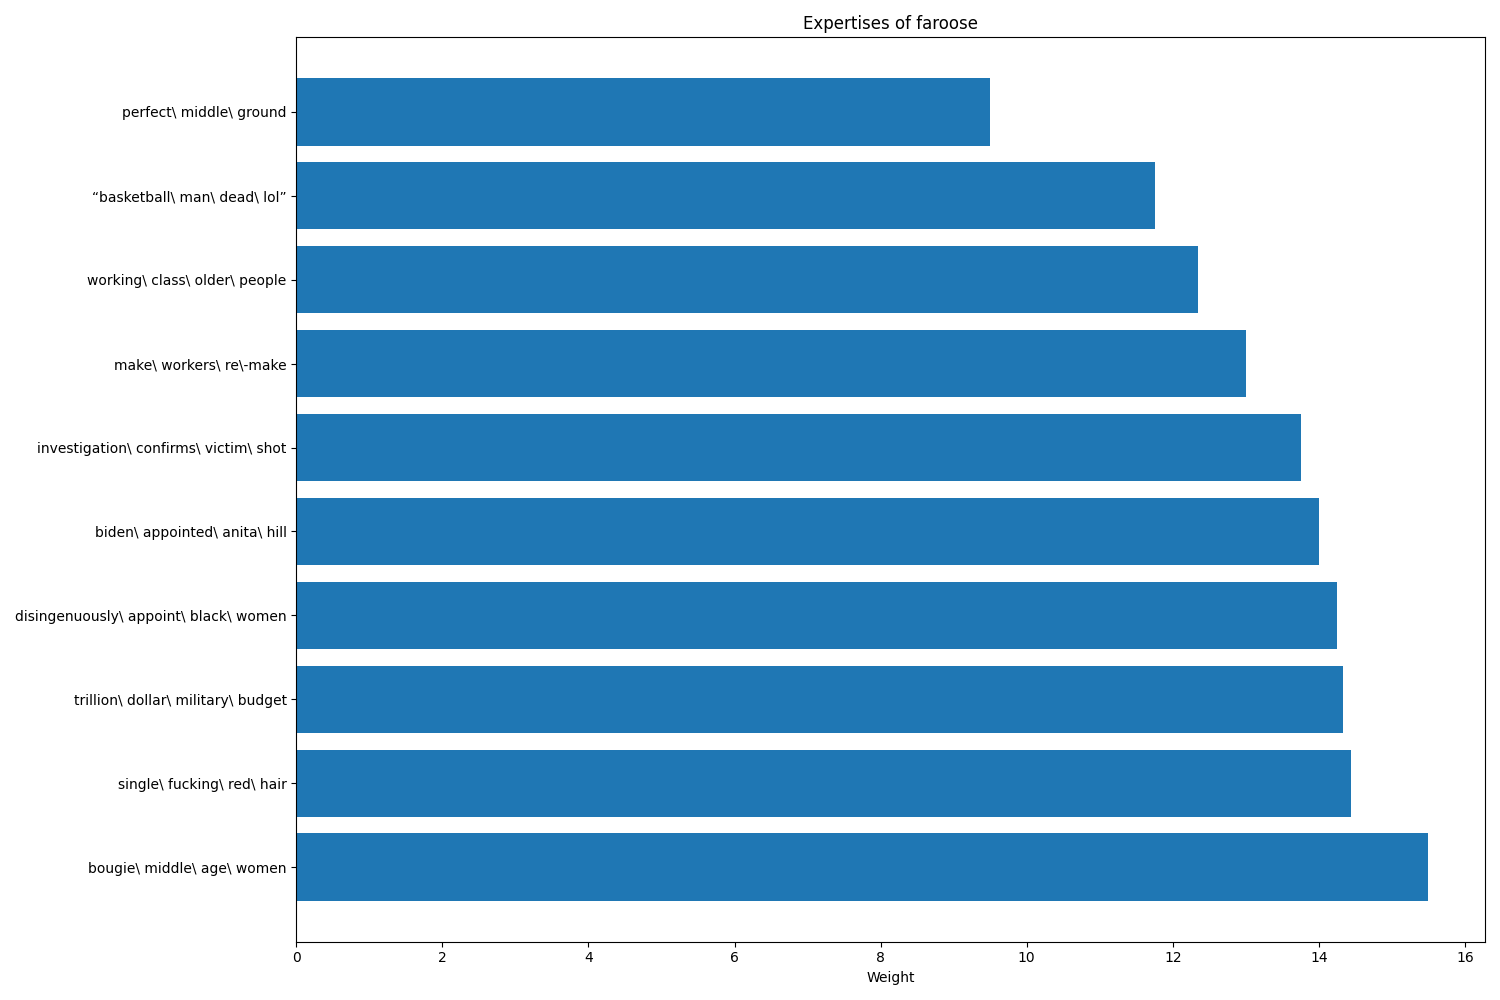 Expertises of faroose
perfect\ middle\ ground
“basketball\ man\ dead\ lol”
working\ class\ older\ people
make\ workers\ re\-make
investigation\ confirms\ victim\ shot
biden\ appointed\ anita\ hill
disingenuously\ appoint\ black\ women
trillion\ dollar\ military\ budget
single\ fucking\ red\ hair
bougie\ middle\ age\ women
0 2 4 6 8 10 12 14 16
Weight